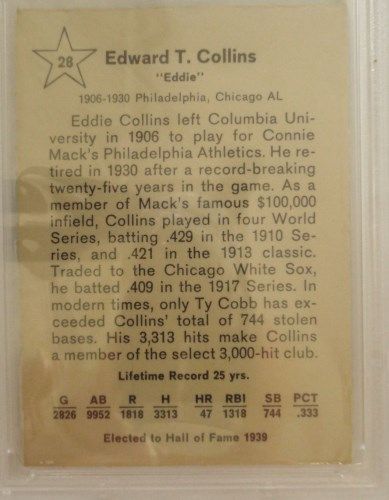 28
Edward T. Collins
"Eddie"
1906-1930 Philadelphia, Chicago AL
Eddie Collins left Columbia Uni-
versity in 1906 to play for Connie
Mack's Philadelphia Athletics. He re-
tired in 1930 after a record-breaking
twenty-five years in the game. As a
member of Mack's famous $100,000
infield, Collins played in four World
Series, batting .429 in the 1910 Se-
ries, and .421 in the 1913 classic.
Traded to the Chicago White Sox,
he batted .409 in the 1917 Series. In
modern times, only Ty Cobb has ex-
ceeded Collins' total of 744 stolen
bases. His 3,313 hits make Collins
a member of the select 3,000-hit club.
Lifetime Record 25 yrs.
G AB R H HR RBI SB PCT
2826 9952 1818 3313 47 1318 744 .333
Elected to Hall of Fame 1939